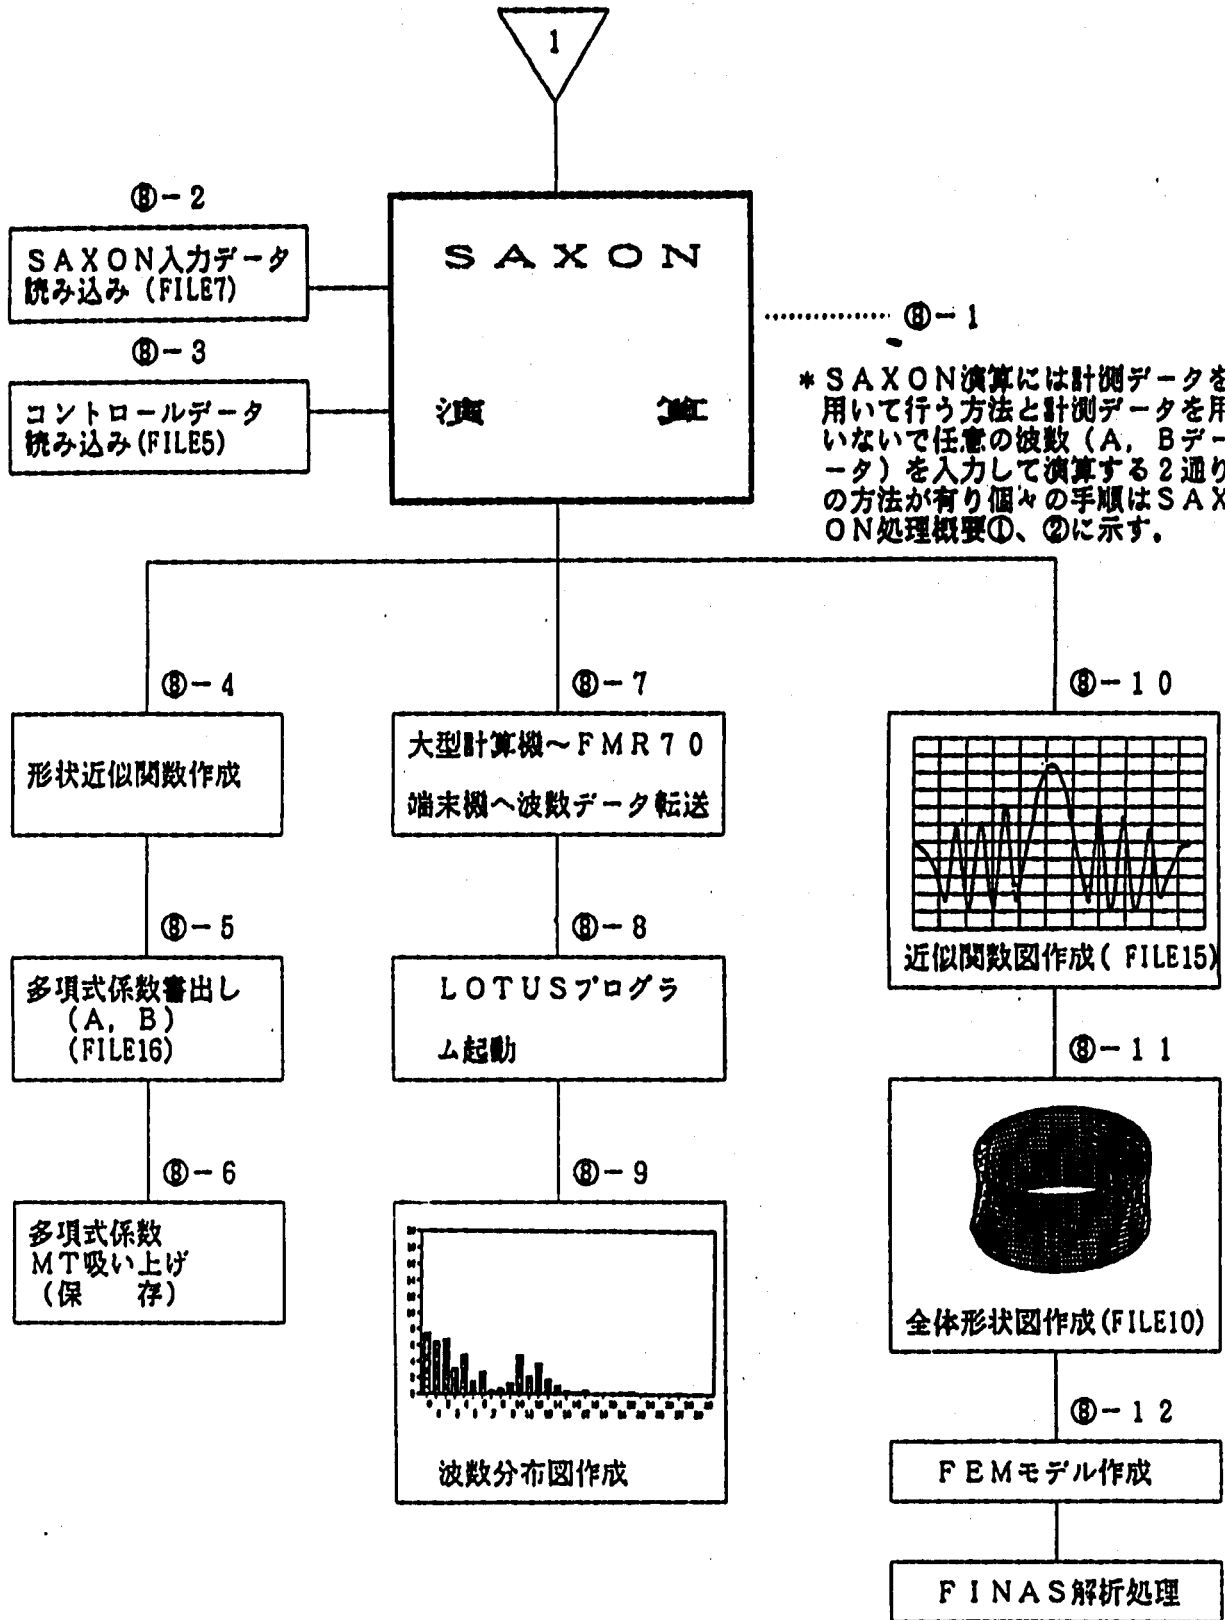 1
⑧-2
SAXON入力データ
読み込み (FILE7)
SAXON
演　算
⑧-1
⑧-3
コントロールデータ
読み込み(FILE5)
*SAXON演算には計測データを
用いて行う方法と計測データを用
いないで任意の波数（A, Bデー
ータ）を入力して演算する2通り
の方法が有り個々の手順はSAX
ON処理概要①、②に示す。
⑧-4
形状近似関数作成
⑧-5
多項式係数書出し
(A, B)
(FILE16)
⑧-6
多項式係数
MT吸い上げ
(保　存)
⑧-7
大型計算機～FMR70
端末機へ波数データ転送
⑧-8
LOTUSプログラ
ム起動
⑧-9
波数分布図作成
⑧-10
近似関数図作成( FILE15)
⑧-11
全体形状図作成(FILE10)
⑧-12
FEMモデル作成
FINAS解析処理